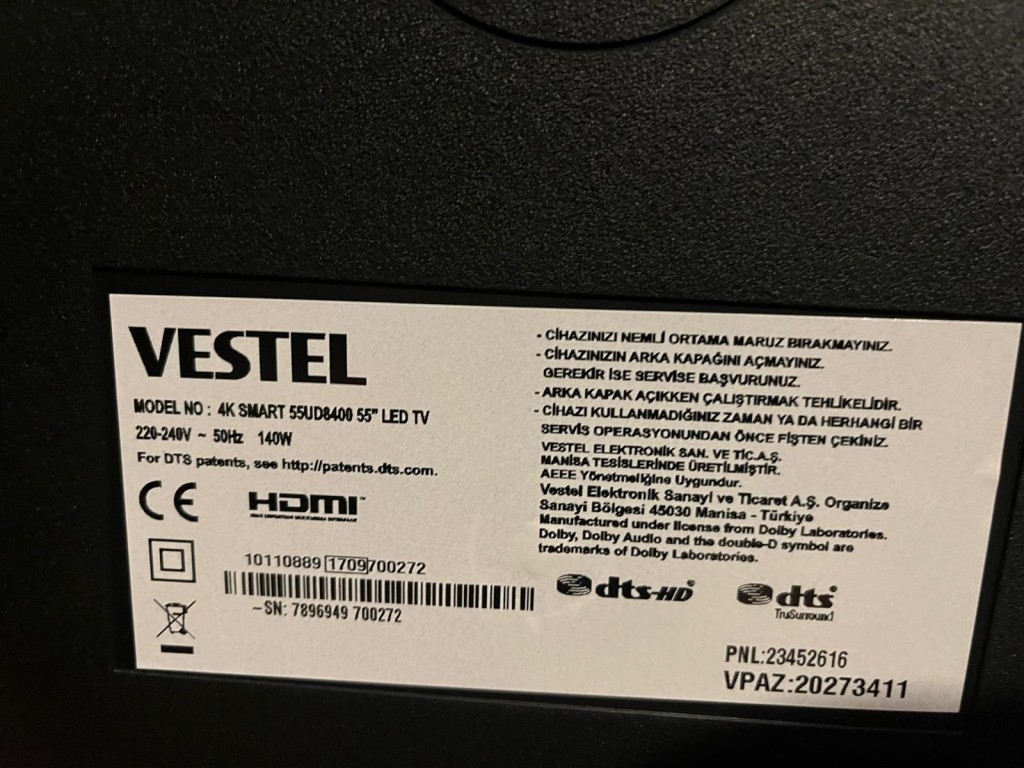 VESTEL
MODEL NO : 4K SMART 55UD8400 55" LED TV
220-240V ~ 50Hz 140W
For DTS patents, see http://patents.dts.com.
CE
HDMI™
HIGH-DEFINITION MULTIMEDIA INTERFACE
10110889 1709 700272
~SN: 7896949 700272
- CİHAZINIZI NEMLİ ORTAMA MARUZ BIRAKMAYINIZ.
- CİHAZINIZIN ARKA KAPAĞINI AÇMAYINIZ.
GEREKİR İSE SERVİSE BAŞVURUNUZ.
- ARKA KAPAK AÇIKKEN ÇALIŞTIRMAK TEHLİKELİDİR.
- CİHAZI KULLANMADIĞINIZ ZAMAN YA DA HERHANGİ BİR
SERVİS OPERASYONUNDAN ÖNCE FİŞTEN ÇEKİNİZ.
VESTEL ELEKTRONİK SAN. VE TİC.A.Ş.
MANİSA TESİSLERİNDE ÜRETİLMİŞTİR.
AEEE Yönetmeliğine Uygundur.
Vestel Elektronik Sanayi ve Ticaret A.Ş. Organize
Sanayi Bölgesi 45030 Manisa - Türkiye
Manufactured under license from Dolby Laboratories.
Dolby, Dolby Audio and the double-D symbol are
trademarks of Dolby Laboratories.
dts-HD®
dts®
TruSurround
PNL:23452616
VPAZ:20273411